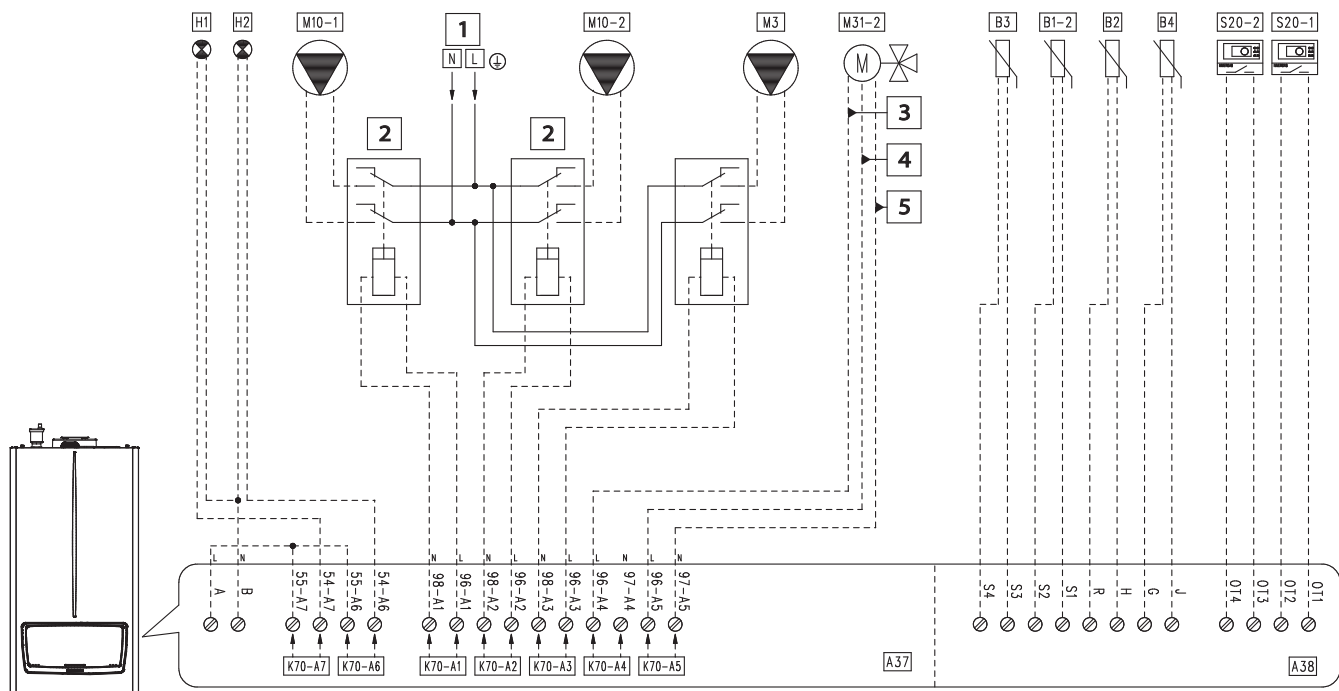 H1 H2 M10-1 1 M10-2 M3 M31-2 B3 B1-2 B2 B4 S20-2 S20-1
N L
M
3
2 2
4
5
L N N L N L N L N L N
A B 55-A7 54-A7 55-A6 54-A6 98-A1 96-A1 98-A2 96-A2 98-A3 96-A3 96-A4 97-A4 96-A5 97-A5 S4 S3 S2 S1 R H G J OT4 OT3 OT2 OT1
K70-A7 K70-A6 K70-A1 K70-A2 K70-A3 K70-A4 K70-A5
A37 A38